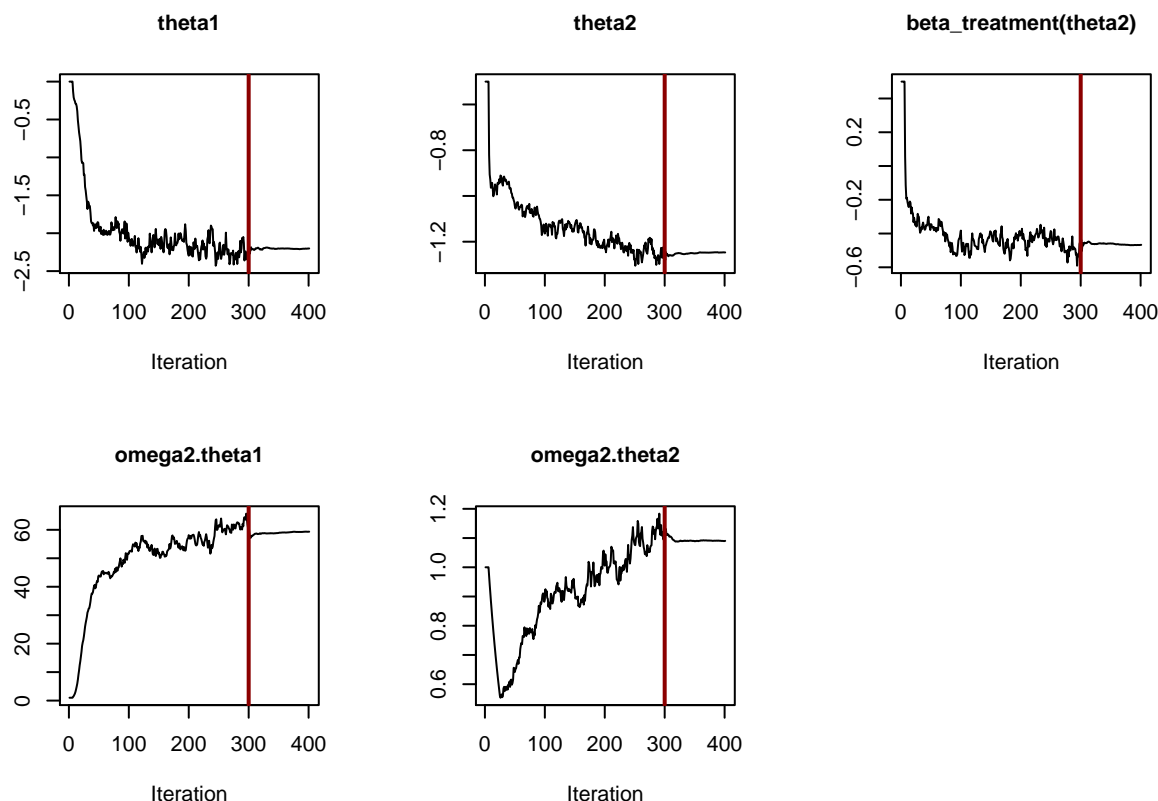 theta1
−0.5
−1.5
−2.5
0 100 200 300 400
Iteration
theta2
−0.8
−1.2
0 100 200 300 400
Iteration
beta_treatment(theta2)
0.2
−0.2
−0.6
0 100 200 300 400
Iteration
omega2.theta1
60
40
20
0
0 100 200 300 400
Iteration
omega2.theta2
1.2
1.0
0.8
0.6
0 100 200 300 400
Iteration